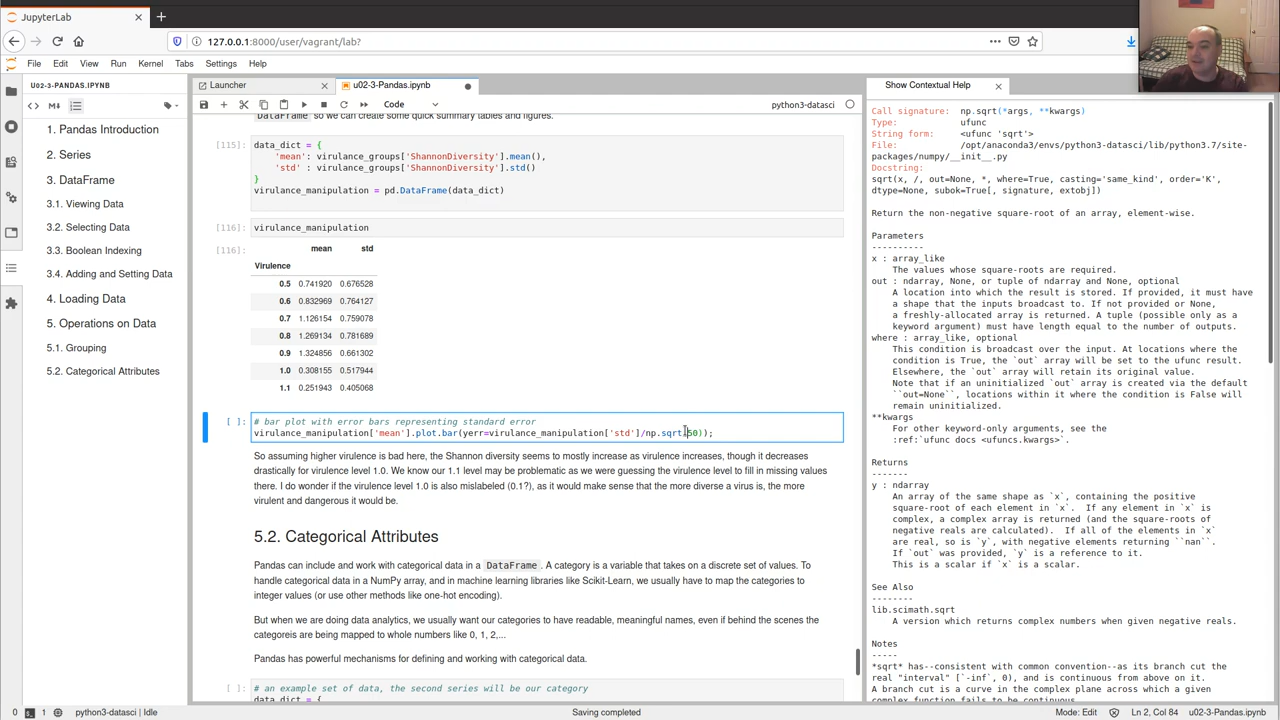 JupyterLab
127.0.0.1:8000/user/vagrant/lab?
File Edit View Run Kernel Tabs Settings Help
U02-3-PANDAS.IPYNB
1. Pandas Introduction
2. Series
3. DataFrame
3.1. Viewing Data
3.2. Selecting Data
3.3. Boolean Indexing
3.4. Adding and Setting Data
4. Loading Data
5. Operations on Data
5.1. Grouping
5.2. Categorical Attributes
Launcher
u02-3-Pandas.ipynb
Code
python3-datasci
DataFrame so we can create some quick summary tables and figures.
[115]:
data_dict = {
'mean': virulance_groups['ShannonDiversity'].mean(),
'std' : virulance_groups['ShannonDiversity'].std()
}
virulance_manipulation = pd.DataFrame(data_dict)
[116]:
virulance_manipulation
[116]:
mean std
Virulence
0.5 0.741920 0.676528
0.6 0.832969 0.764127
0.7 1.126154 0.759078
0.8 1.269134 0.781689
0.9 1.324856 0.661302
1.0 0.308155 0.517944
1.1 0.251943 0.405068
[ ]:
# bar plot with error bars representing standard error
virulance_manipulation['mean'].plot.bar(yerr=virulance_manipulation['std']/np.sqrt(50));
So assuming higher virulence is bad here, the Shannon diversity seems to mostly increase as virulence increases, though it decreases
drastically for virulence level 1.0. We know our 1.1 level may be problematic as we were guessing the virulence level to fill in missing values
there. I do wonder if the virulence level 1.0 is also mislabeled (0.1?), as it would make sense that the more diverse a virus is, the more
virulent and dangerous it would be.
5.2. Categorical Attributes
Pandas can include and work with categorical data in a DataFrame. A category is a variable that takes on a discrete set of values. To
handle categorical data in a NumPy array, and in machine learning libraries like Scikit-Learn, we usually have to map the categories to
integer values (or use other methods like one-hot encoding).
But when we are doing data analytics, we usually want our categories to have readable, meaningful names, even if behind the scenes the
categoreis are being mapped to whole numbers like 0, 1, 2,...
Pandas has powerful mechanisms for defining and working with categorical data.
[ ]:
# an example set of data, the second series will be our category
data_dict = {
Show Contextual Help
Call signature: np.sqrt(*args, **kwargs)
Type: ufunc
String form: <ufunc 'sqrt'>
File: /opt/anaconda3/envs/python3-datasci/lib/python3.7/site-
packages/numpy/__init__.py
Docstring:
sqrt(x, /, out=None, *, where=True, casting='same_kind', order='K',
dtype=None, subok=True[, signature, extobj])
Return the non-negative square-root of an array, element-wise.
Parameters
----------
x : array_like
The values whose square-roots are required.
out : ndarray, None, or tuple of ndarray and None, optional
A location into which the result is stored. If provided, it must have
a shape that the inputs broadcast to. If not provided or None,
a freshly-allocated array is returned. A tuple (possible only as a
keyword argument) must have length equal to the number of outputs.
where : array_like, optional
This condition is broadcast over the input. At locations where the
condition is True, the `out` array will be set to the ufunc result.
Elsewhere, the `out` array will retain its original value.
Note that if an uninitialized `out` array is created via the default
``out=None``, locations within it where the condition is False will
remain uninitialized.
**kwargs
For other keyword-only arguments, see the
:ref:`ufunc docs <ufuncs.kwargs>`.
Returns
-------
y : ndarray
An array of the same shape as `x`, containing the positive
square-root of each element in `x`. If any element in `x` is
complex, a complex array is returned (and the square-roots of
negative reals are calculated). If all of the elements in `x`
are real, so is `y`, with negative elements returning ``nan``.
If `out` was provided, `y` is a reference to it.
This is a scalar if `x` is a scalar.
See Also
--------
lib.scimath.sqrt
A version which returns complex numbers when given negative reals.
Notes
-----
*sqrt* has--consistent with common convention--as its branch cut the
real "interval" [`-inf`, 0), and is continuous from above on it.
A branch cut is a curve in the complex plane across which a given
complex function fails to be continuous.
0 1 python3-datasci | Idle
Saving completed
Mode: Edit Ln 2, Col 84 u02-3-Pandas.ipynb